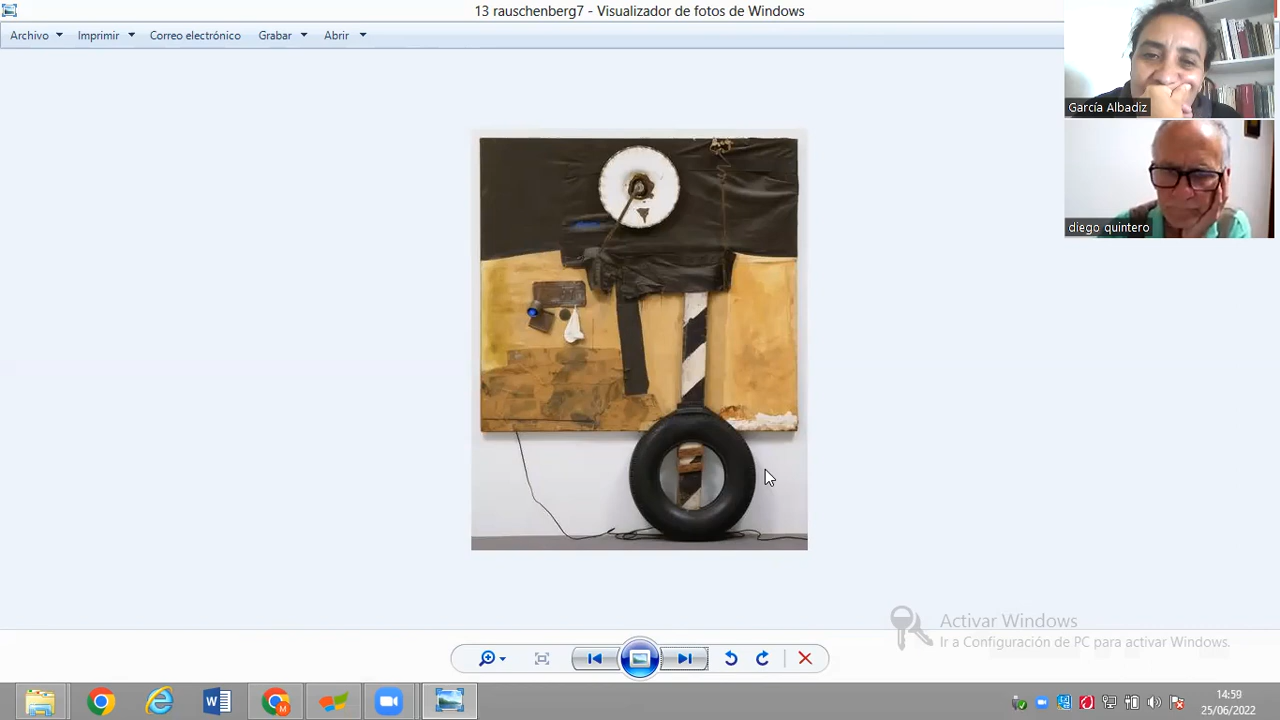 13 rauschenberg7 - Visualizador de fotos de Windows
Archivo Imprimir Correo electrónico Grabar Abrir
García Albadiz
diego quintero
Activar Windows
Ir a Configuración de PC para activar Windows.
14:59
25/06/2022